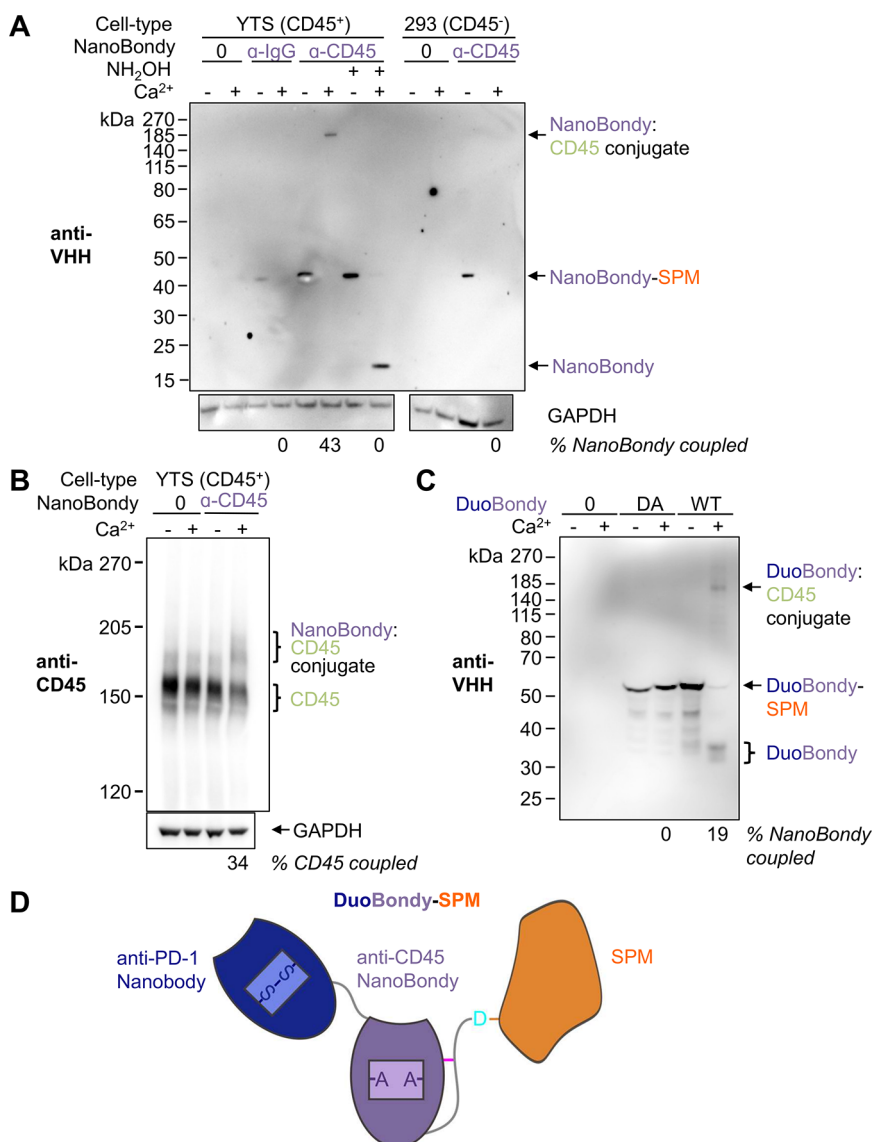 A
Cell-type YTS (CD45⁺) 293 (CD45⁻)
NanoBondy 0 α-IgG α-CD45 0 α-CD45
NH₂OH + +
Ca²⁺ - + - + - + - + - + - +
kDa 270
185
140
115
80
65
50
40
30
25
15
anti-
VHH
NanoBondy:
CD45 conjugate
NanoBondy-SPM
NanoBondy
GAPDH
0 43 0 0 % NanoBondy coupled
B
Cell-type YTS (CD45⁺)
NanoBondy 0 α-CD45
Ca²⁺ - + - +
kDa 270
205
150
120
anti-
CD45
NanoBondy:
CD45
conjugate
CD45
GAPDH
34 % CD45 coupled
C
DuoBondy 0 DA WT
Ca²⁺ - + - + - +
kDa 270
185
140
115
80
70
50
40
30
25
anti-
VHH
DuoBondy:
CD45
conjugate
DuoBondy-
SPM
DuoBondy
0 19 % NanoBondy
coupled
D
DuoBondy-SPM
anti-PD-1
Nanobody
anti-CD45
NanoBondy
SPM
-S-S-
D
-A A-